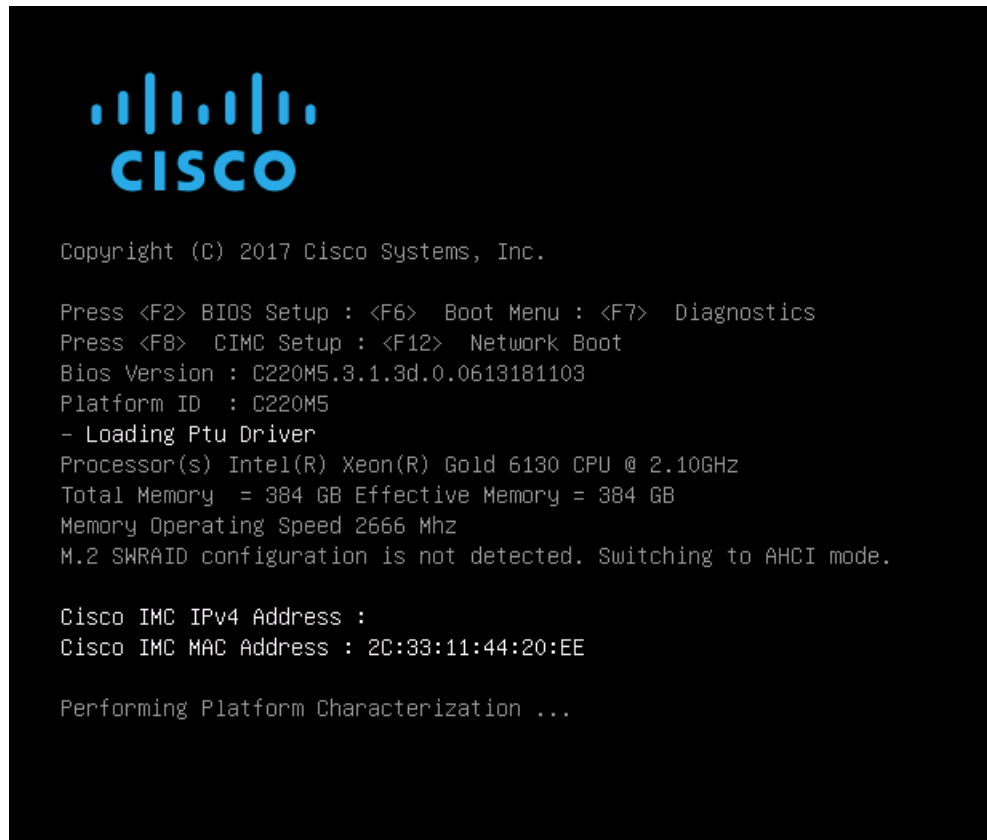 CISCO
Copyright (C) 2017 Cisco Systems, Inc.
Press <F2> BIOS Setup : <F6>  Boot Menu : <F7>  Diagnostics
Press <F8>  CIMC Setup : <F12>  Network Boot
Bios Version : C220M5.3.1.3d.0.0613181103
Platform ID  : C220M5
- Loading Ptu Driver
Processor(s) Intel(R) Xeon(R) Gold 6130 CPU @ 2.10GHz
Total Memory  = 384 GB Effective Memory = 384 GB
Memory Operating Speed 2666 Mhz
M.2 SWRAID configuration is not detected. Switching to AHCI mode.
Cisco IMC IPv4 Address :
Cisco IMC MAC Address : 2C:33:11:44:20:EE
Performing Platform Characterization ...